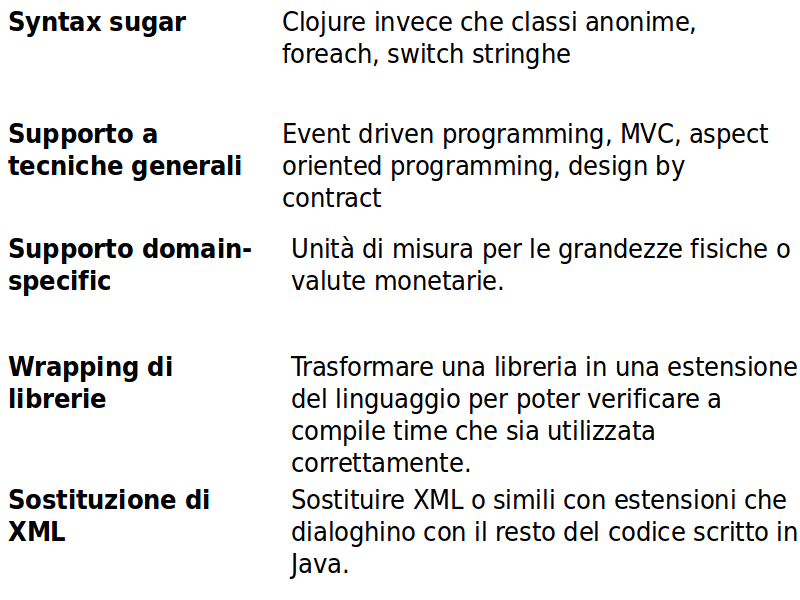 Syntax sugar
Clojure invece che classi anonime,
foreach, switch stringhe
Supporto a
tecniche generali
Event driven programming, MVC, aspect
oriented programming, design by
contract
Supporto domain-
specific
Unità di misura per le grandezze fisiche o
valute monetarie.
Wrapping di
librerie
Trasformare una libreria in una estensione
del linguaggio per poter verificare a
compile time che sia utilizzata
correttamente.
Sostituzione di
XML
Sostituire XML o simili con estensioni che
dialoghino con il resto del codice scritto in
Java.